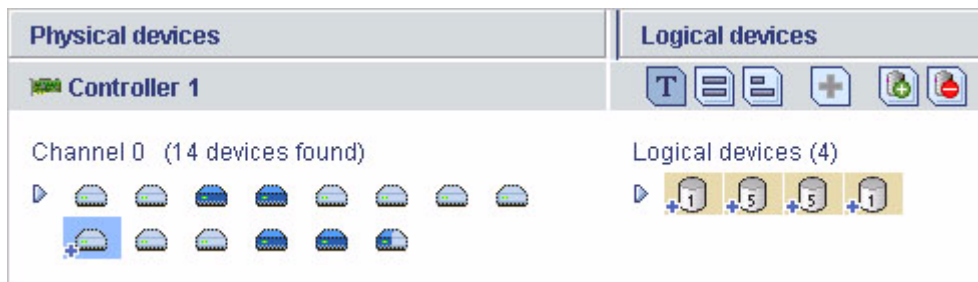 Physical devices
Logical devices
Controller 1
T
Channel 0 (14 devices found)
Logical devices (4)
1 5 5 1